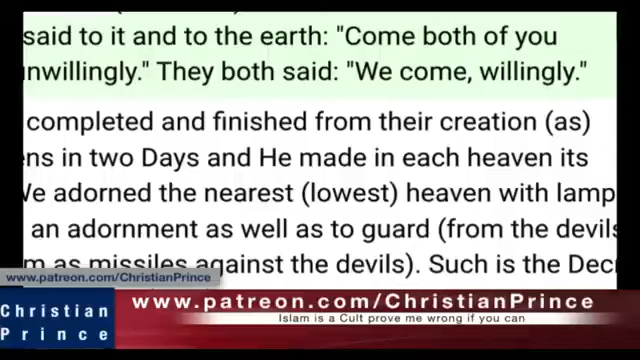 said to it and to the earth: "Come both of you
unwillingly." They both said: "We come, willingly."
completed and finished from their creation (as)
ens in two Days and He made in each heaven its
We adorned the nearest (lowest) heaven with lamp
an adornment as well as to guard (from the devils
m as missiles against the devils). Such is the Decr
www.patreon.com/ChristianPrince
Christian
Prince
www.patreon.com/ChristianPrince
Islam is a Cult prove me wrong if you can